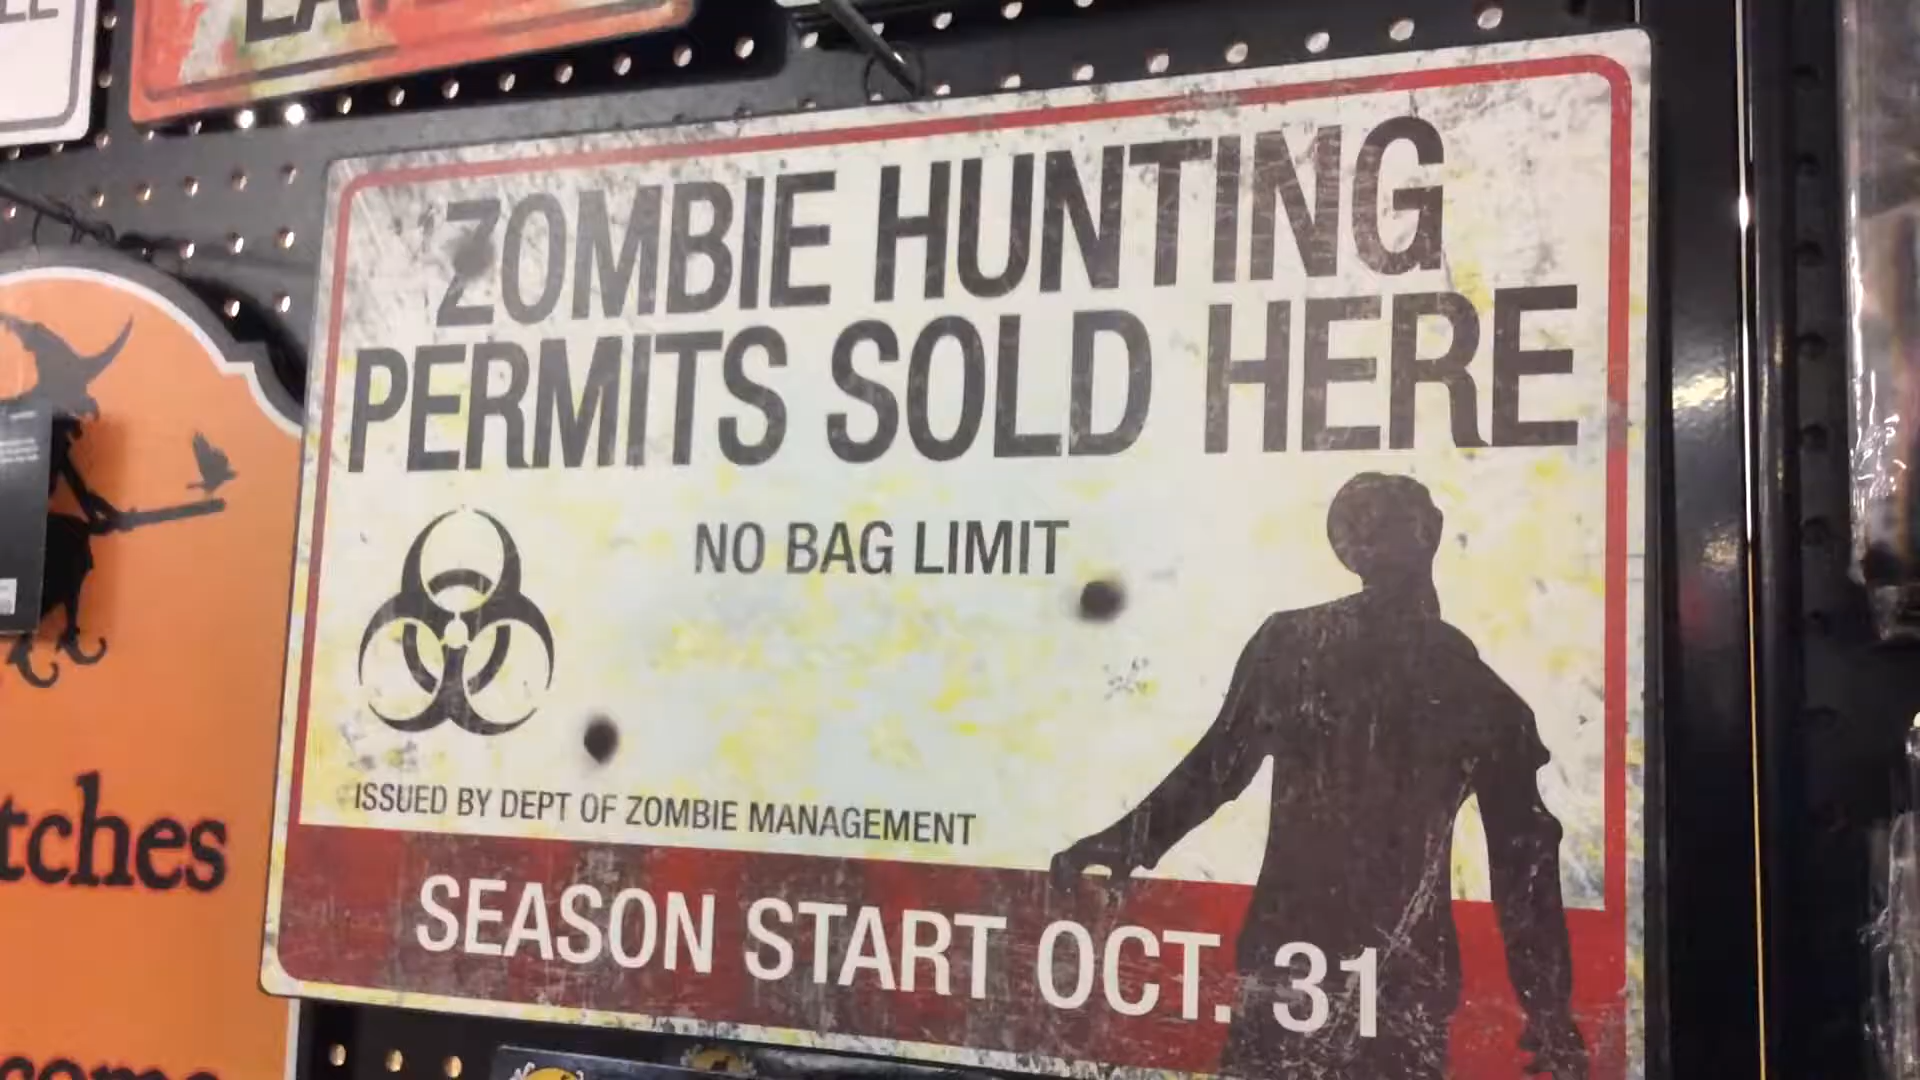 ZOMBIE HUNTING
PERMITS SOLD HERE
NO BAG LIMIT
ISSUED BY DEPT OF ZOMBIE MANAGEMENT
SEASON START OCT. 31
tches
come